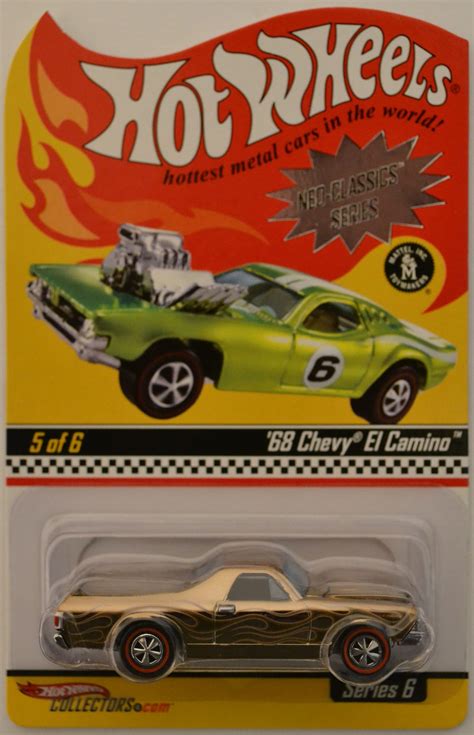 HOT WHEELS®
hottest metal cars in the world!
NEO-CLASSICS™
SERIES
MATTEL, INC.
M
TOYMAKERS
6
5 of 6
'68 Chevy® El Camino™
Series 6
HOT WHEELS
COLLECTORS.com